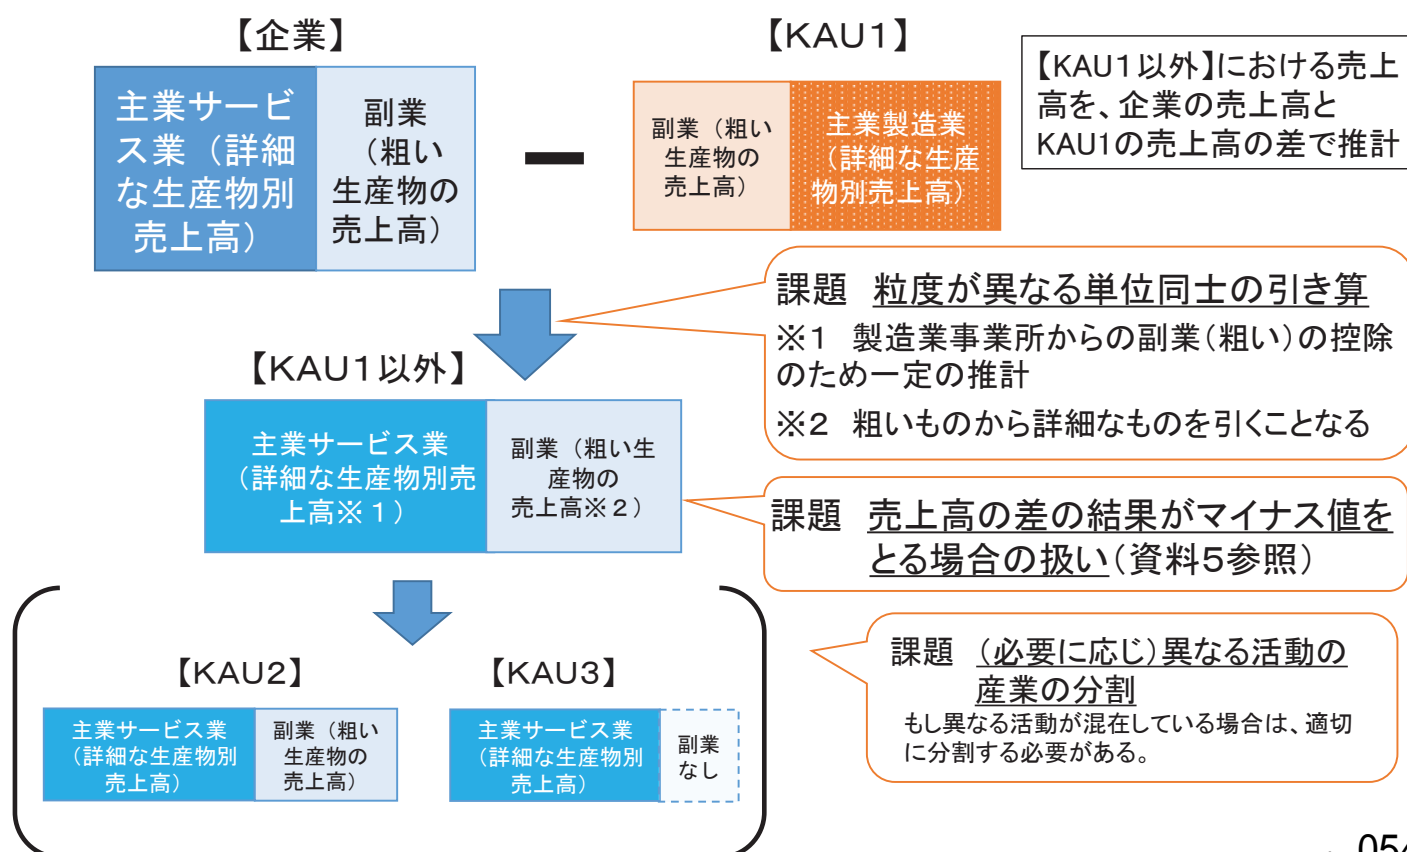 【企業】
主業サービ
ス業（詳細
な生産物別
売上高）
副業
（粗い
生産物の
売上高）
【KAU1】
副業（粗い
生産物の
売上高）
主業製造業
（詳細な生産
物別売上高）
【KAU1以外】における売上
高を、企業の売上高と
KAU1の売上高の差で推計
課題　粒度が異なる単位同士の引き算
※1　製造業事業所からの副業（粗い）の控除
のため一定の推計
※2　粗いものから詳細なものを引くことなる
【KAU1以外】
主業サービス業
（詳細な生産物別売
上高※１）
副業（粗い生
産物の
売上高※２）
課題　売上高の差の結果がマイナス値を
とる場合の扱い（資料5参照）
【KAU2】
主業サービス業
（詳細な生産物別
売上高）
副業（粗い
生産物の
売上高）
【KAU3】
主業サービス業
（詳細な生産物別
売上高）
副業
なし
課題　（必要に応じ）異なる活動の
産業の分割
もし異なる活動が混在している場合は、適切
に分割する必要がある。